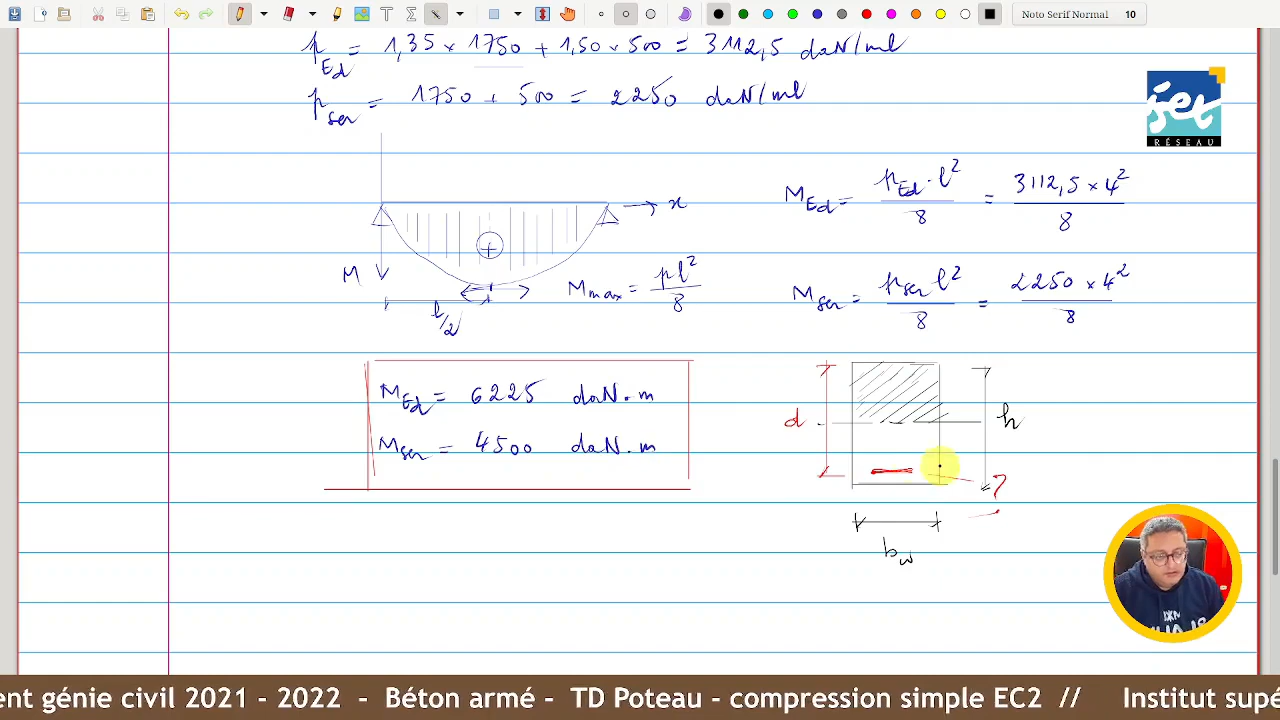 Noto Serif Normal 10
p_Ed = 1,35 × 1750 + 1,50 × 500 = 3112,5 daN/ml
p_ser = 1750 + 500 = 2250 daN/ml
iset
RÉSEAU
M_Ed = p_Ed · l² / 8 = 3112,5 × 4² / 8
x
+
M
l/2
M_max = pl² / 8
M_ser = p_ser l² / 8 = 2250 × 4² / 8
M_Ed = 6225 daN·m
M_ser = 4500 daN·m
d
h
?
b_w
ent génie civil 2021 - 2022 - Béton armé - TD Poteau - compression simple EC2 // Institut supé